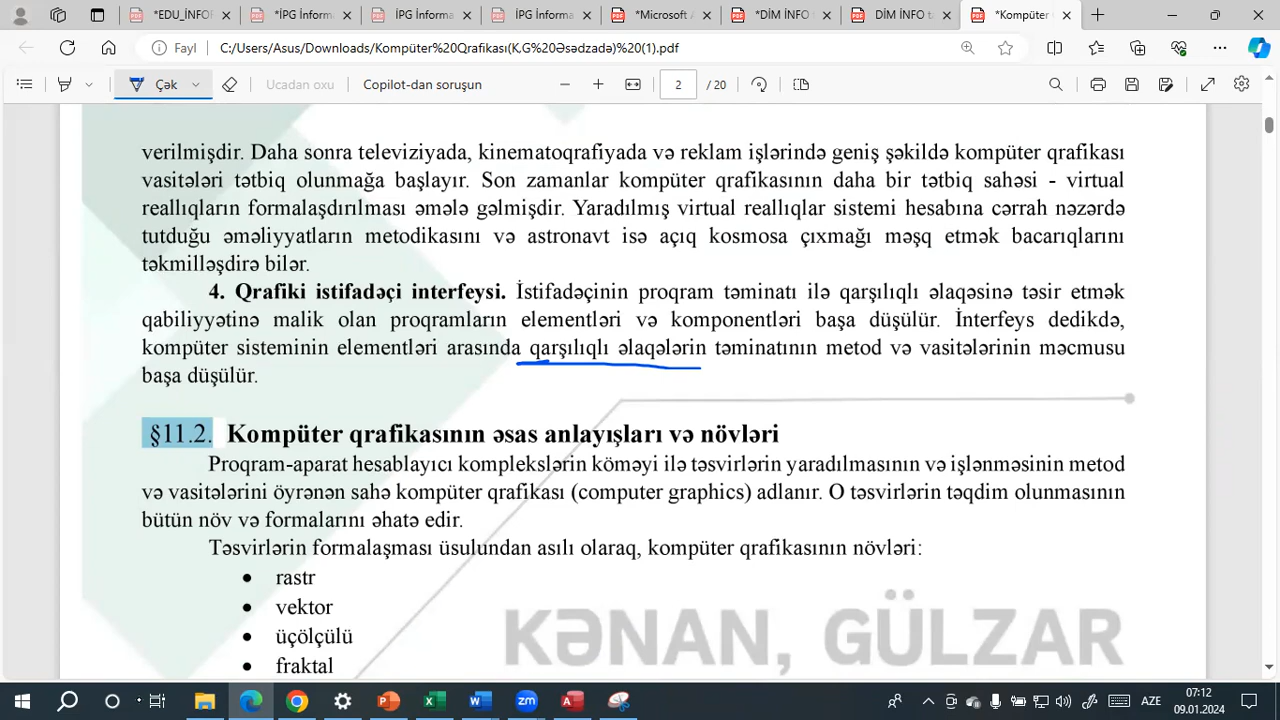 *EDU_İNFO
*İPG İnforma
İPG İnforma
İPG İnforma
*Microsoft A
*DİM İNFO t
DİM İNFO ta
*Kompüter
Fayl C:/Users/Asus/Downloads/Kompüter%20Qrafikası(K,G%20Əsədzadə)%20(1).pdf
Çək Ucadan oxu Copilot-dan soruşun 2 / 20
verilmişdir. Daha sonra televiziyada, kinematoqrafiyada və reklam işlərində geniş şəkildə kompüter qrafikası
vasitələri tətbiq olunmağa başlayır. Son zamanlar kompüter qrafikasının daha bir tətbiq sahəsi - virtual
reallıqların formalaşdırılması əmələ gəlmişdir. Yaradılmış virtual reallıqlar sistemi hesabına cərrah nəzərdə
tutduğu əməliyyatların metodikasını və astronavt isə açıq kosmosa çıxmağı məşq etmək bacarıqlarını
təkmilləşdirə bilər.
4. Qrafiki istifadəçi interfeysi. İstifadəçinin proqram təminatı ilə qarşılıqlı əlaqəsinə təsir etmək
qabiliyyətinə malik olan proqramların elementləri və komponentləri başa düşülür. İnterfeys dedikdə,
kompüter sisteminin elementləri arasında qarşılıqlı əlaqələrin təminatının metod və vasitələrinin məcmusu
başa düşülür.
§11.2. Kompüter qrafikasının əsas anlayışları və növləri
Proqram-aparat hesablayıcı komplekslərin köməyi ilə təsvirlərin yaradılmasının və işlənməsinin metod
və vasitələrini öyrənən sahə kompüter qrafikası (computer graphics) adlanır. O təsvirlərin təqdim olunmasının
bütün növ və formalarını əhatə edir.
Təsvirlərin formalaşması üsulundan asılı olaraq, kompüter qrafikasının növləri:
• rastr
• vektor
• üçölçülü
• fraktal
KƏNAN, GÜLZAR
AZE
07:12
09.01.2024